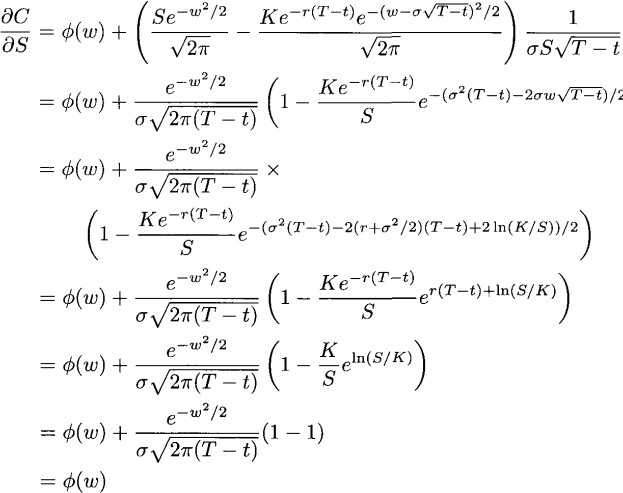 ∂C/∂S = ϕ(w) + ( Se^{-w²/2}/√(2π) − Ke^{-r(T−t)}e^{-(w−σ√(T−t))²/2}/√(2π) ) 1/(σS√(T−t))
= ϕ(w) + e^{-w²/2}/(σ√(2π(T−t))) ( 1 − Ke^{-r(T−t)}/S e^{-(σ²(T−t)−2σw√(T−t))/2}
= ϕ(w) + e^{-w²/2}/(σ√(2π(T−t))) ×
( 1 − Ke^{-r(T−t)}/S e^{-(σ²(T−t)−2(r+σ²/2)(T−t)+2 ln(K/S))/2} )
= ϕ(w) + e^{-w²/2}/(σ√(2π(T−t))) ( 1 − Ke^{-r(T−t)}/S e^{r(T−t)+ln(S/K)} )
= ϕ(w) + e^{-w²/2}/(σ√(2π(T−t))) ( 1 − K/S e^{ln(S/K)} )
= ϕ(w) + e^{-w²/2}/(σ√(2π(T−t))) (1 − 1)
= ϕ(w)